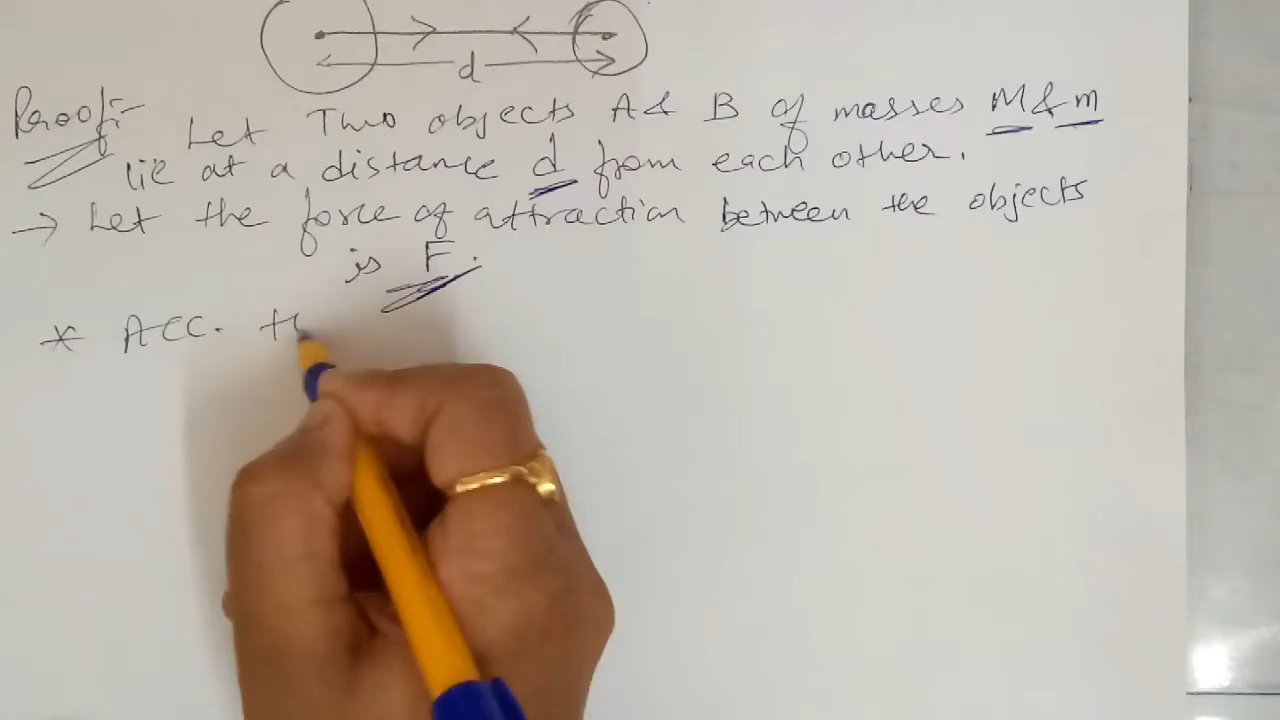 d
Proof:- Let Two objects A & B of masses M & m
lie at a distance d from each other.
→ Let the force of attraction between the objects
is F.
* Acc. to